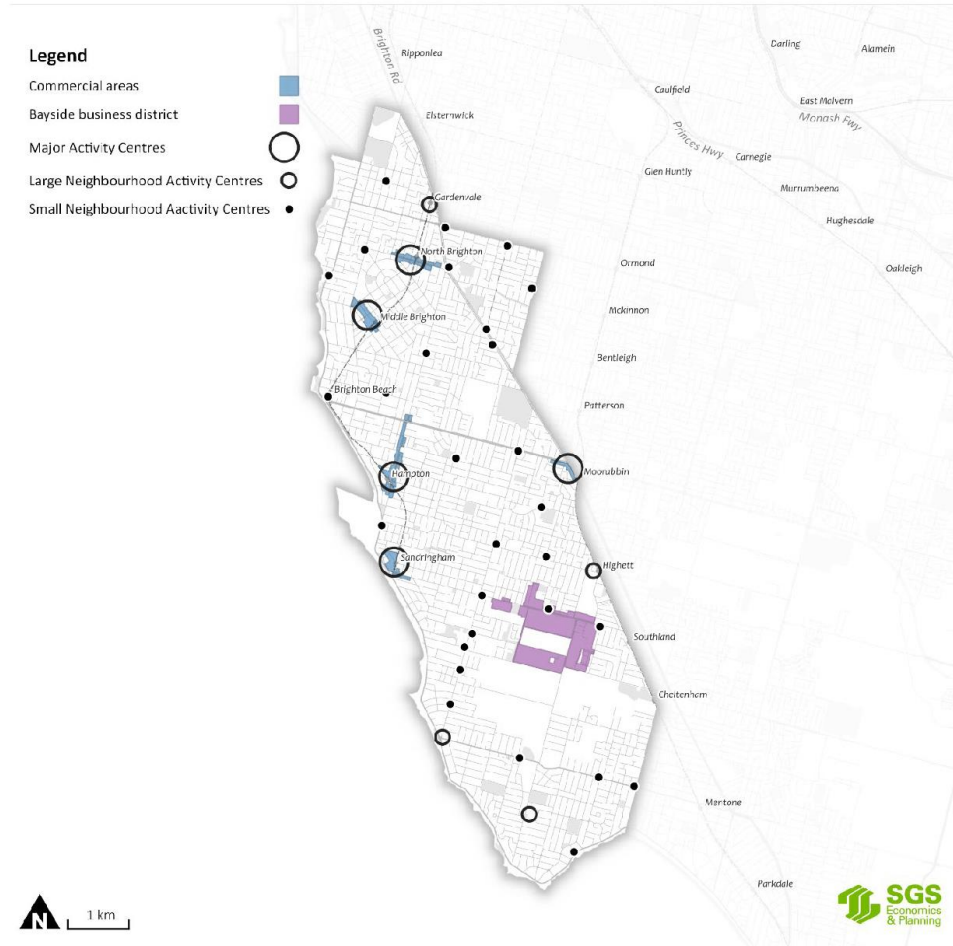 Legend
Commercial areas
Bayside business district
Major Activity Centres
Large Neighbourhood Activity Centres
Small Neighbourhood Aactivity Centres
Brighton Rd
Ripponlea
Elsternwick
Gardenvale
North Brighton
Middle Brighton
Brighton Beach
Hampton
Sandringham
Darling
Alamein
Caulfield
East Malvern
Monash Fwy
Princes Hwy
Carnegie
Glen Huntly
Murrumbeena
Hughesdale
Ormond
Oakleigh
Mckinnon
Bentleigh
Patterson
Moorabbin
Highett
Southland
Cheltenham
Mentone
Parkdale
N
1 km
SGS
Economics
& Planning